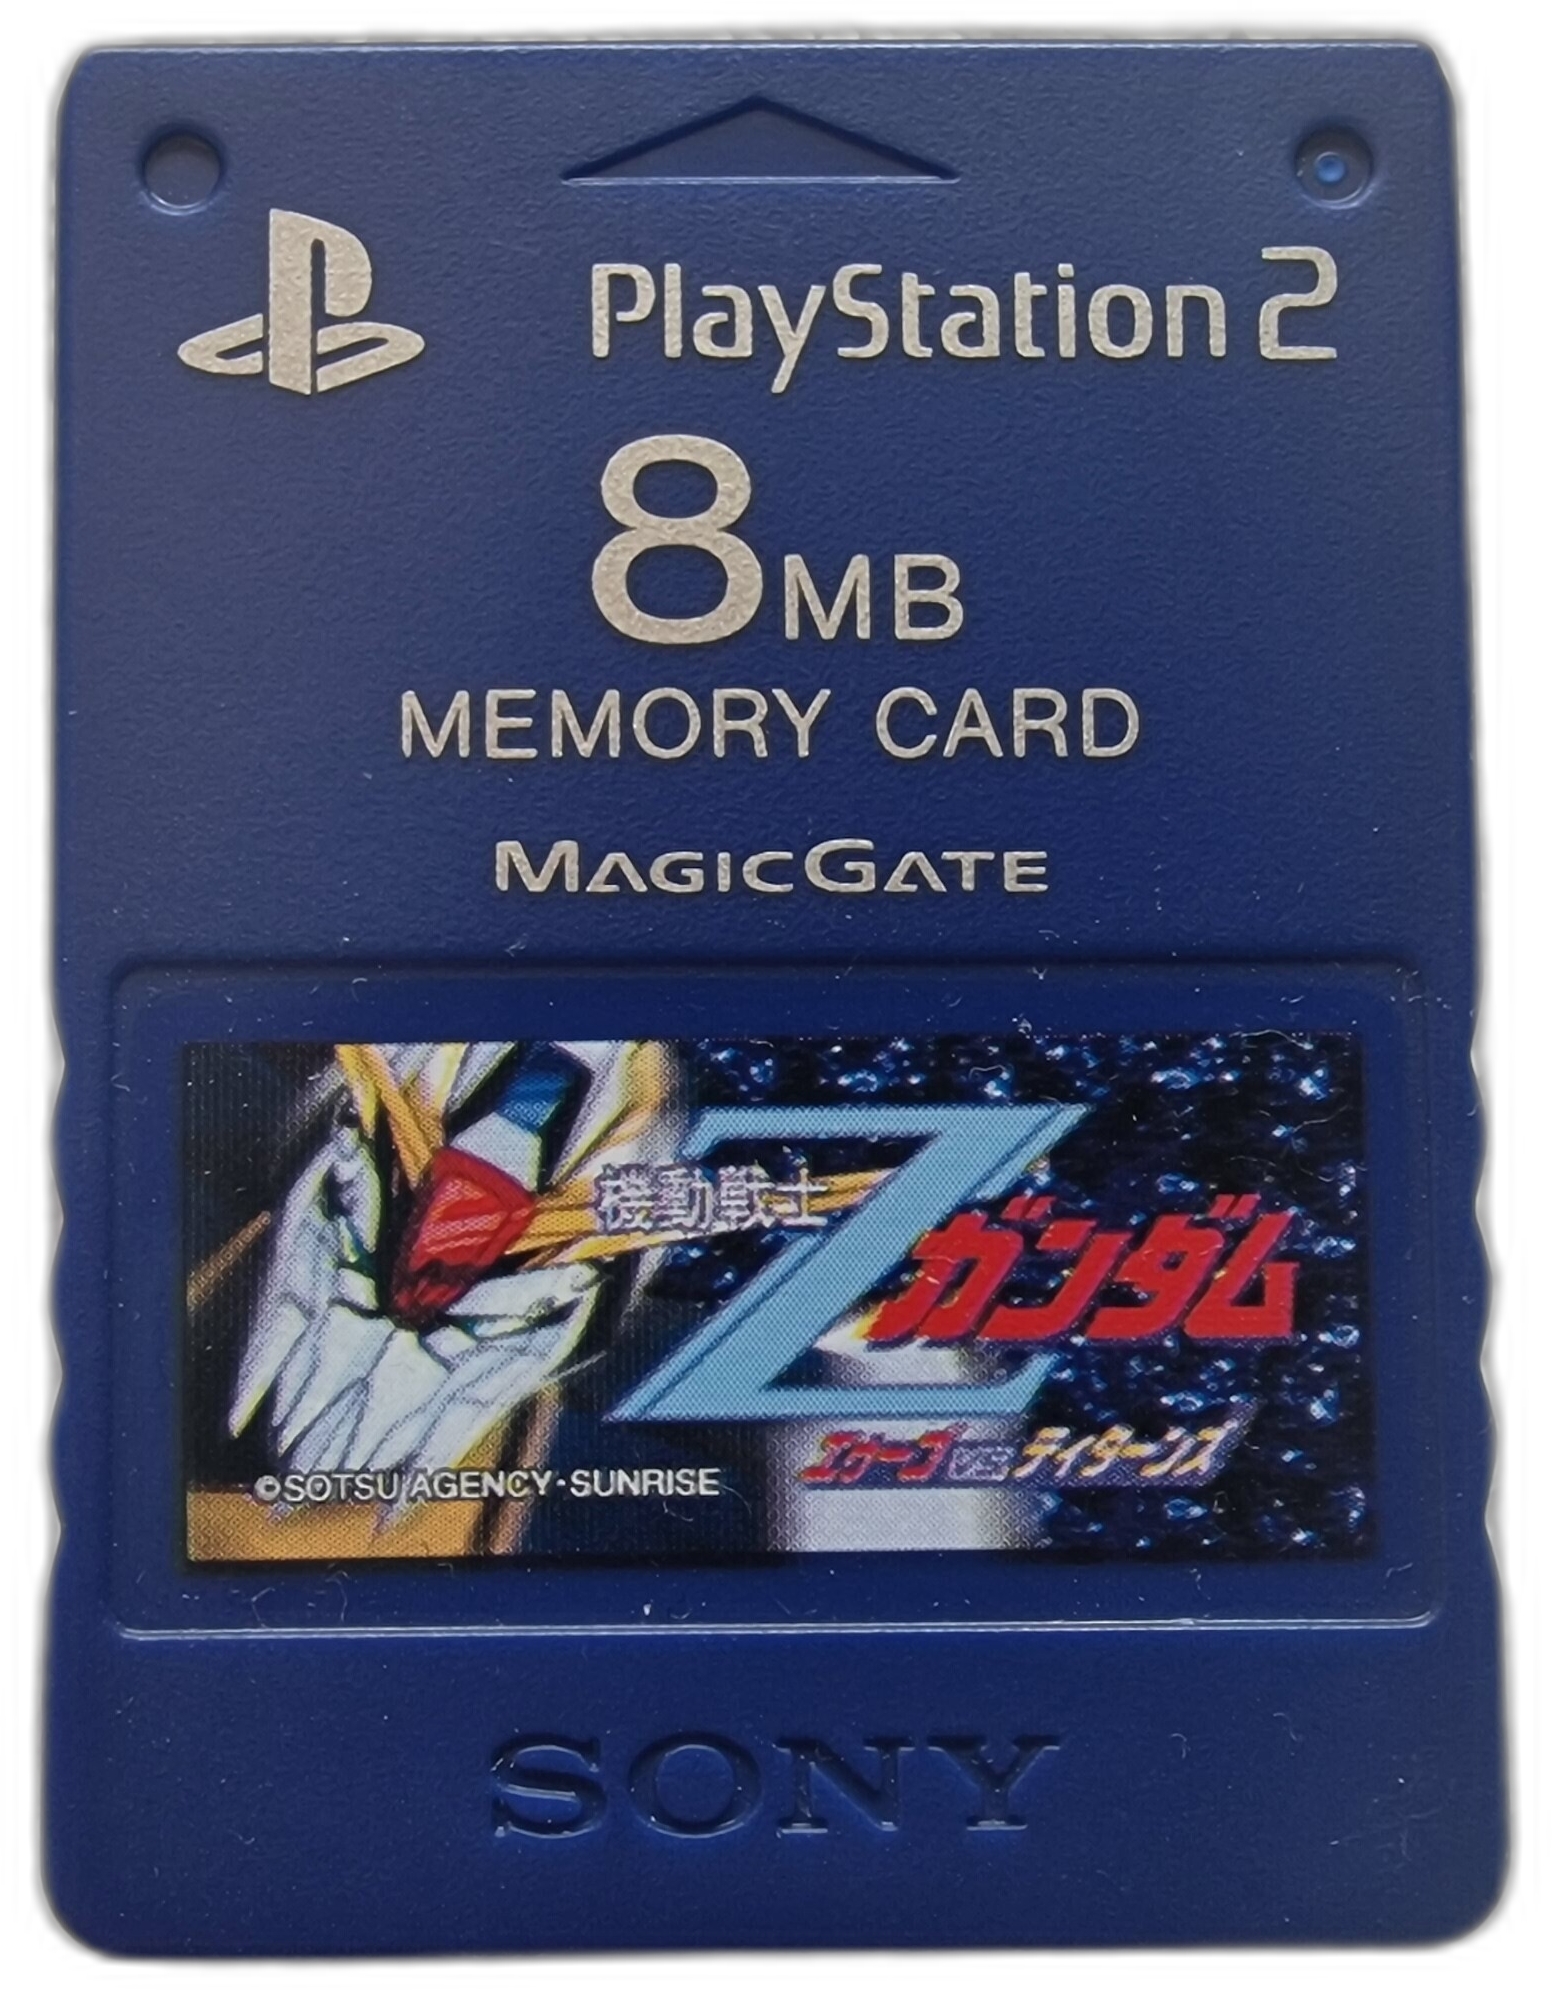 PlayStation 2
8MB
MEMORY CARD
MAGICGATE
機動戦士
Z
ガンダム
エゥーゴ VS. ティターンズ
©SOTSU AGENCY・SUNRISE
SONY